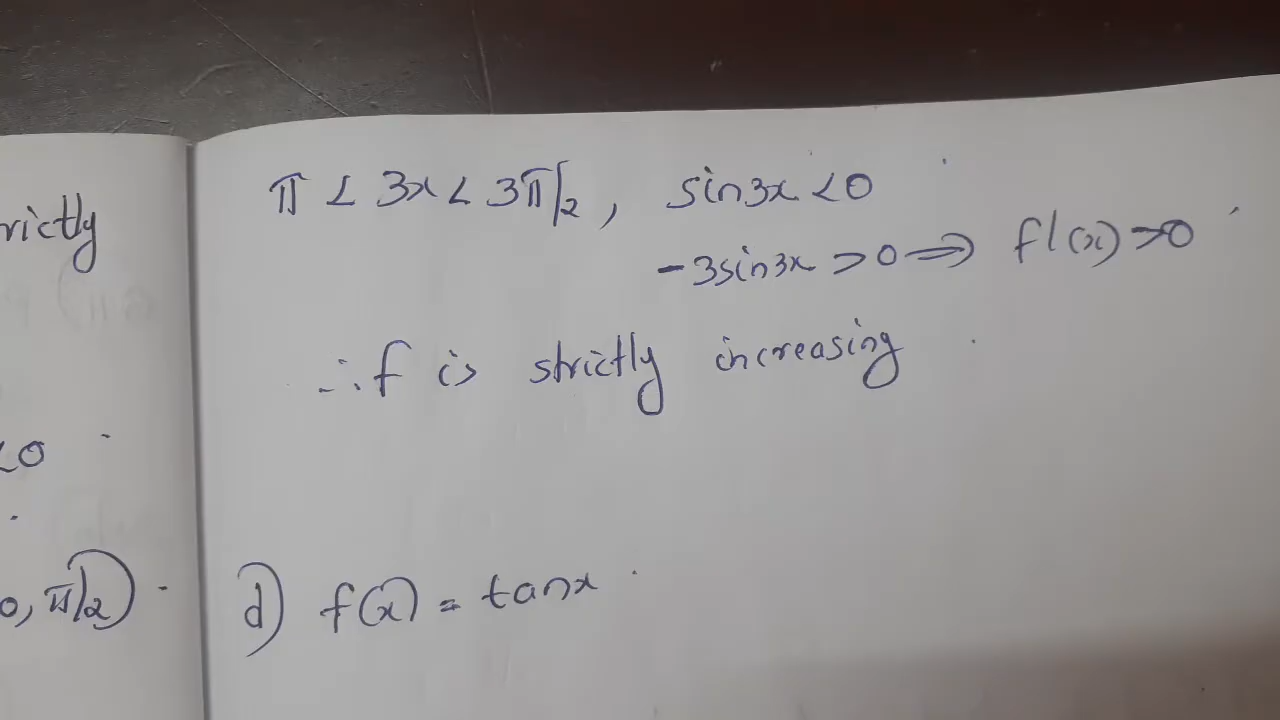 rictly
<0
0, π/2)
π < 3x < 3π/2, sin3x < 0
-3sin3x > 0 ⇒ f'(x) > 0
∴ f is strictly increasing
d) f(x) = tanx